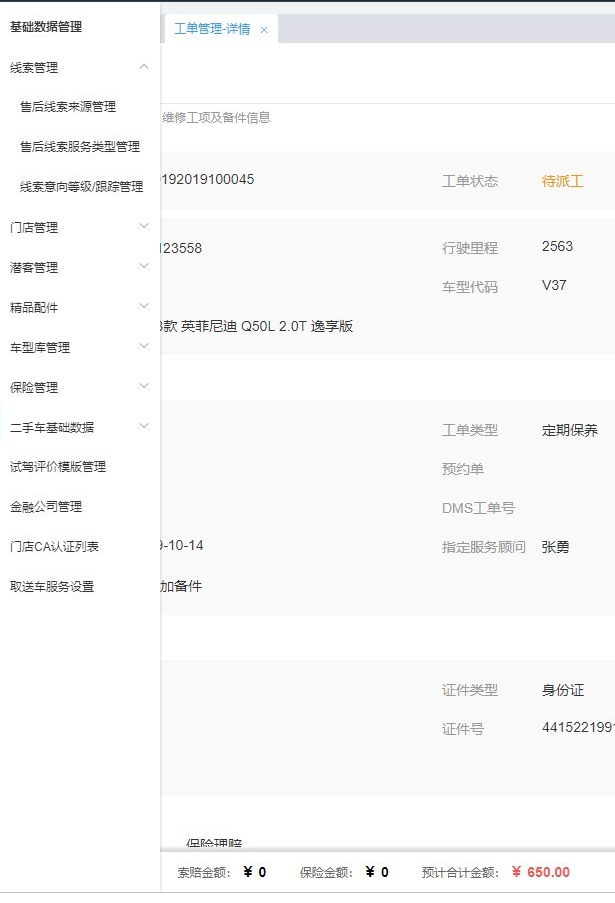 基础数据管理
线索管理
售后线索来源管理
售后线索服务类型管理
线索意向等级/跟踪管理
门店管理
潜客管理
精品配件
车型库管理
保险管理
二手车基础数据
试驾评价模版管理
金融公司管理
门店CA认证列表
取送车服务设置
工单管理-详情 ×
维修工项及备件信息
192019100045 工单状态 待派工
123558 行驶里程 2563
车型代码 V37
款 英菲尼迪 Q50L 2.0T 逸享版
工单类型 定期保养
预约单
DMS工单号
9-10-14 指定服务顾问 张勇
加备件
证件类型 身份证
证件号 441522199
保险理赔
索赔金额： ¥ 0 保险金额： ¥ 0 预计合计金额： ¥ 650.00